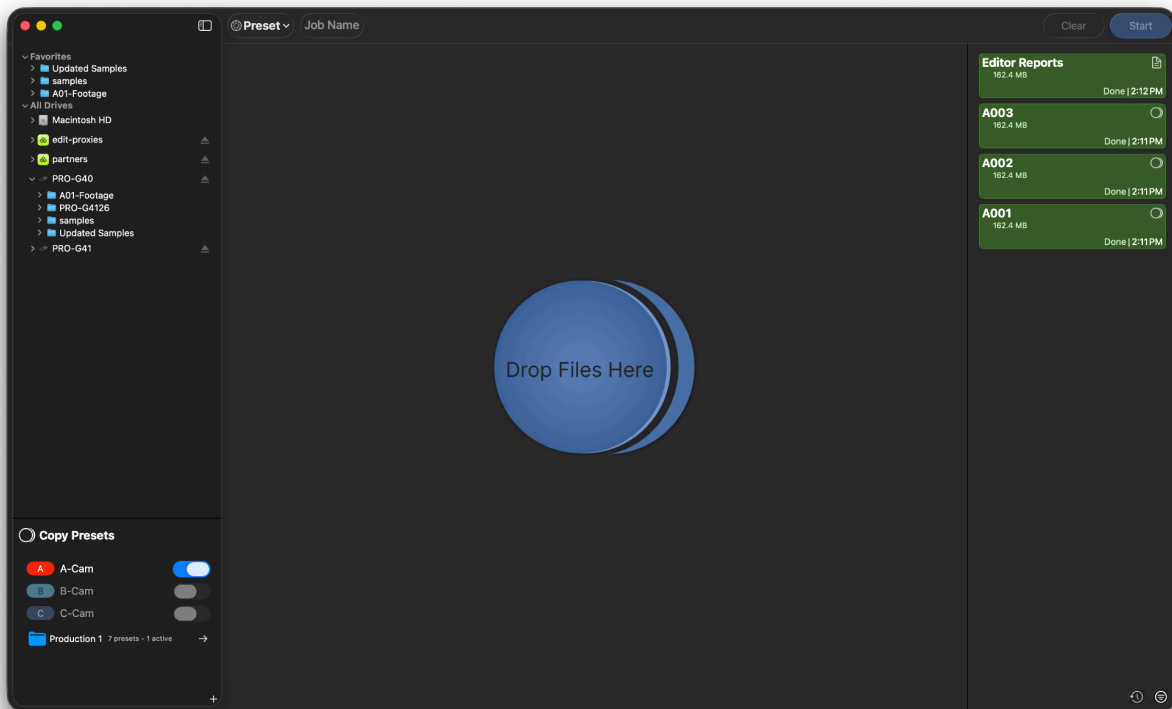 Preset
Job Name
Clear
Start
Favorites
Updated Samples
samples
A01-Footage
All Drives
Macintosh HD
edit-proxies
partners
PRO-G40
A01-Footage
PRO-G4126
samples
Updated Samples
PRO-G41
Copy Presets
A A-Cam
B B-Cam
C C-Cam
Production 1 7 presets • 1 active
Drop Files Here
Editor Reports
162.4 MB
Done | 2:12 PM
A003
162.4 MB
Done | 2:11 PM
A002
162.4 MB
Done | 2:11 PM
A001
162.4 MB
Done | 2:11 PM